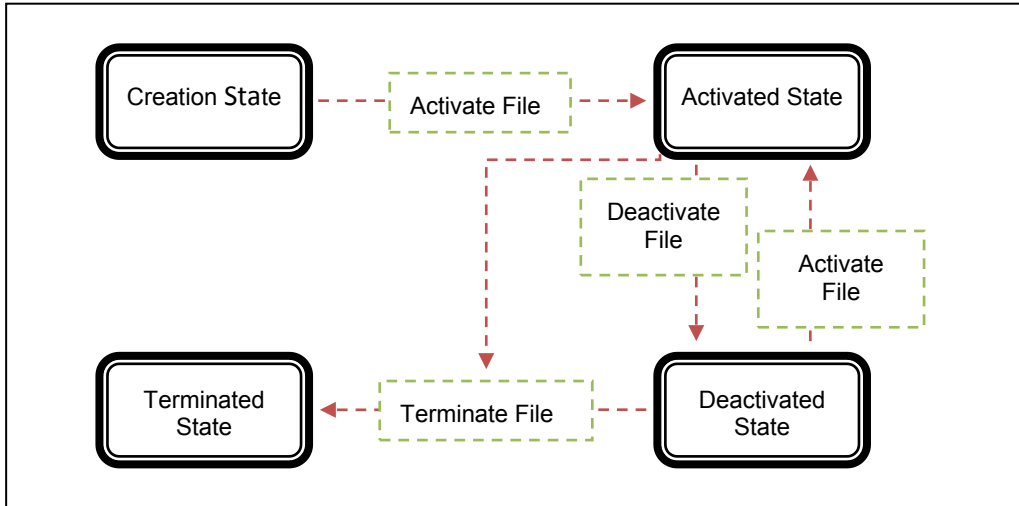 Creation State
Activate File
Activated State
Deactivate
File
Activate
File
Terminated
State
Terminate File
Deactivated
State